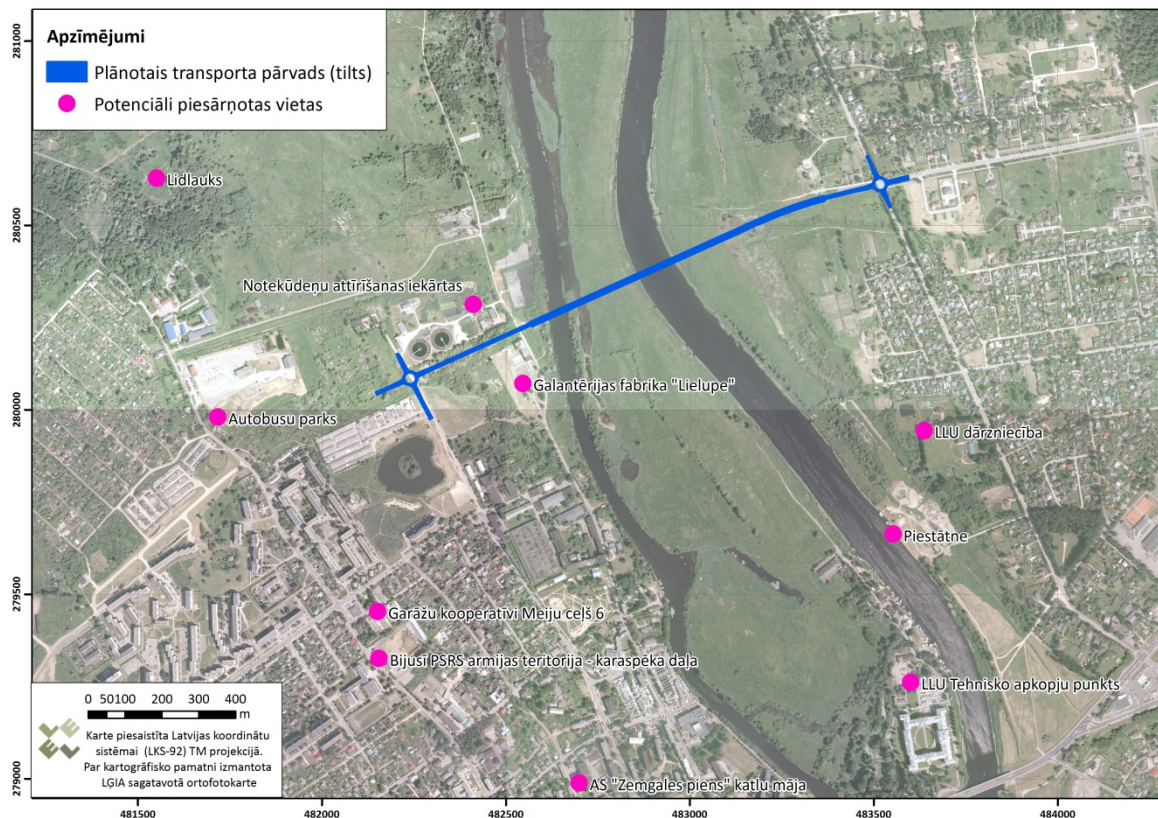 Apzīmējumi
Plānotais transporta pārvads (tilts)
Potenciāli piesārņotas vietas
281000
280500
280000
279500
279000
Lidlauks
Notekūdeņu attīrīšanas iekārtas
Galantērijas fabrika "Lielupe"
Autobusu parks
LLU dārzniecība
Piestātne
Garāžu kooperatīvi Meiju ceļš 6
Bijusī PSRS armijas teritorija - karaspēka daļa
LLU Tehnisko apkopju punkts
AS "Zemgales piens" katlu māja
0 50100 200 300 400
m
Karte piesaistīta Latvijas koordinātu
sistēmai (LKS-92) TM projekcijā.
Par kartogrāfisko pamatni izmantota
LĢIA sagatavotā ortofotokarte
481500 482000 482500 483000 483500 484000